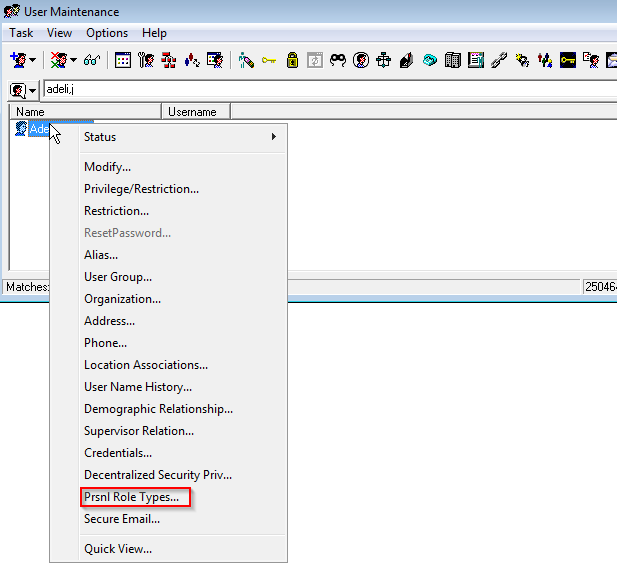 User Maintenance
Task View Options Help
adeli,j
Name Username
Ade
Status
Modify...
Privilege/Restriction...
Restriction...
ResetPassword...
Alias...
User Group...
Organization...
Address...
Phone...
Location Associations...
User Name History...
Demographic Relationship...
Supervisor Relation...
Credentials...
Decentralized Security Priv...
Prsnl Role Types...
Secure Email...
Quick View...
Matches: 250464